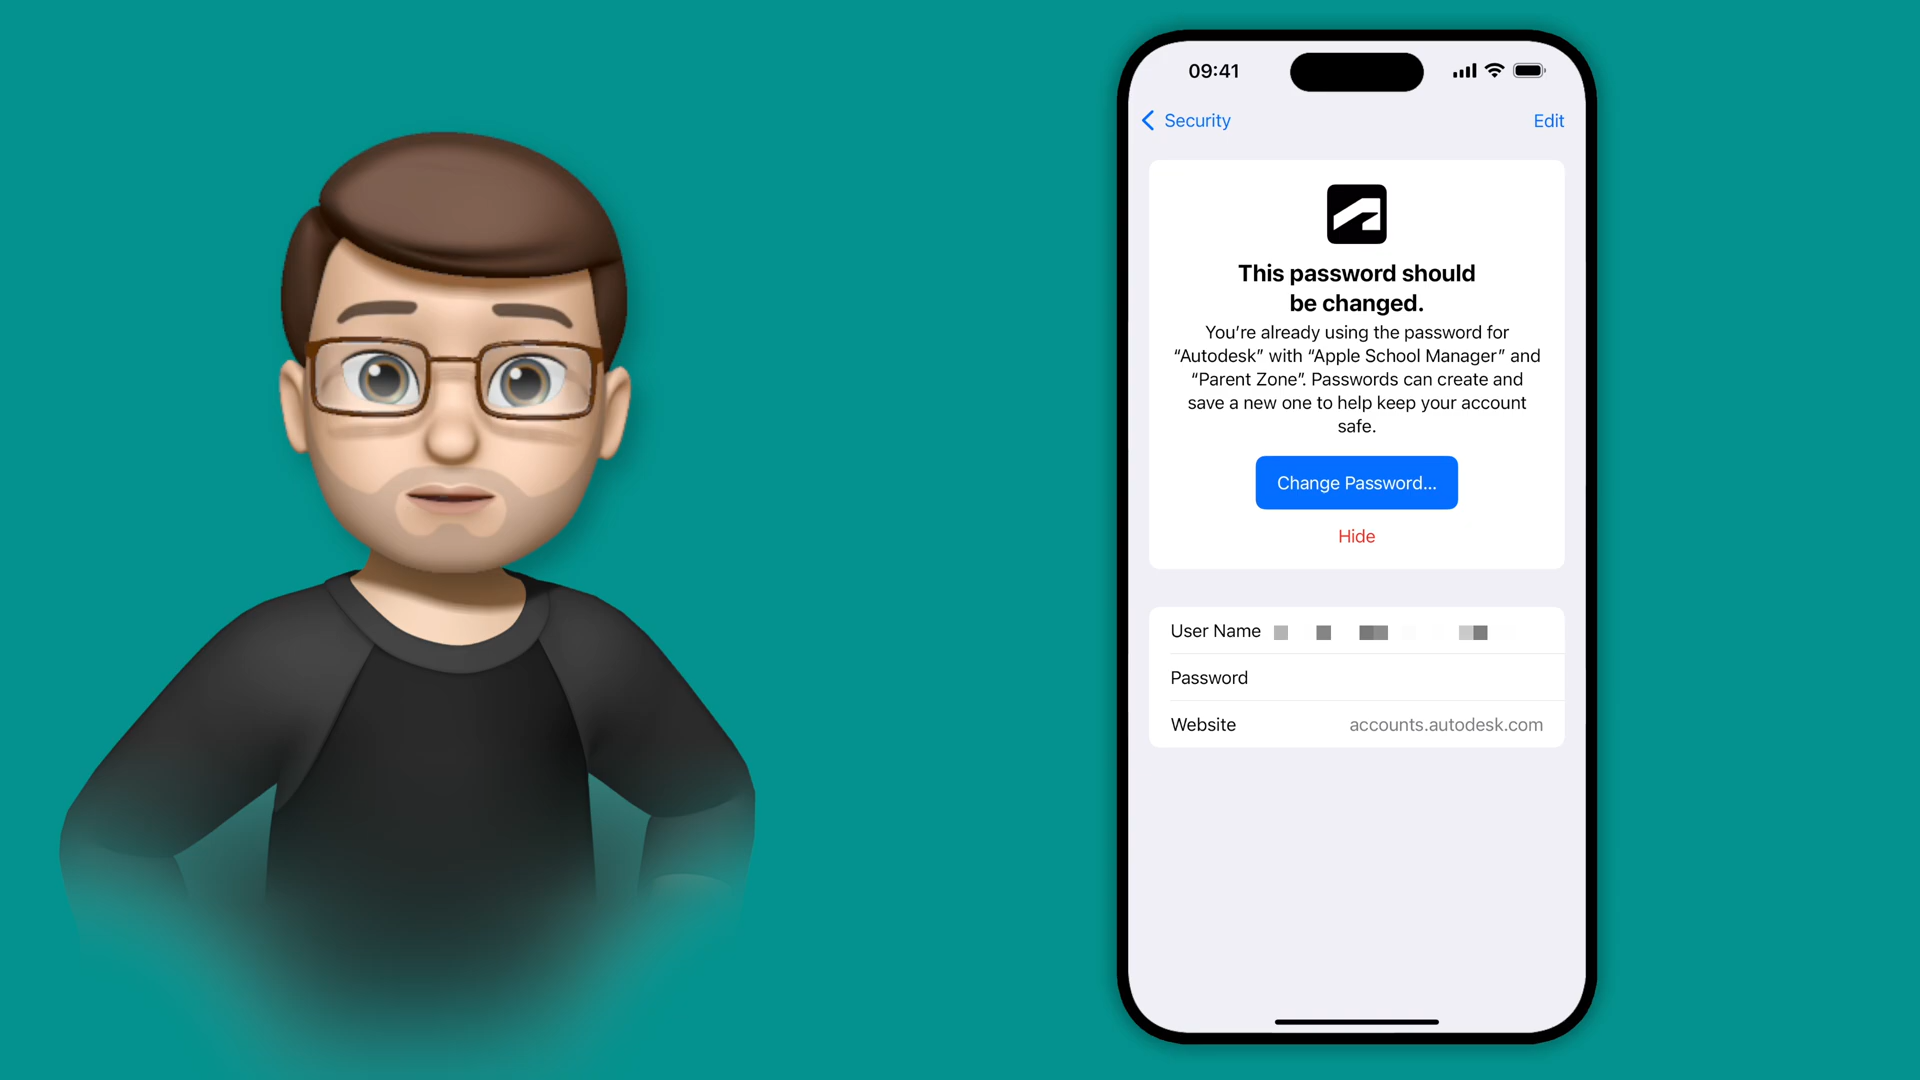 09:41
Security
Edit
This password should
be changed.
You’re already using the password for
“Autodesk” with “Apple School Manager” and
“Parent Zone”. Passwords can create and
save a new one to help keep your account
safe.
Change Password...
Hide
User Name
Password
Website accounts.autodesk.com